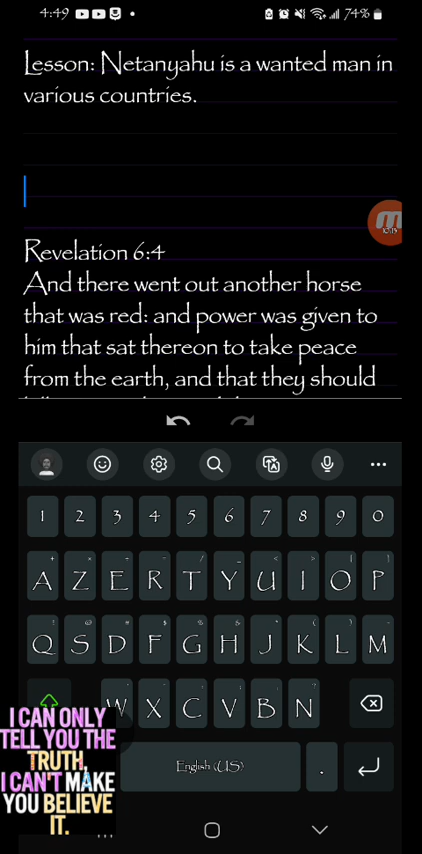 4:49 74%
Lesson: Netanyahu is a wanted man in
various countries.
10:13
Revelation 6:4
And there went out another horse
that was red: and power was given to
him that sat thereon to take peace
from the earth, and that they should
1 2 3 4 5 6 7 8 9 0
A Z E R T Y U I O P
Q S D F G H J K L M
W X C V B N
English (US) .
I CAN ONLY
TELL YOU THE
TRUTH,
I CAN'T MAKE
YOU BELIEVE
IT.